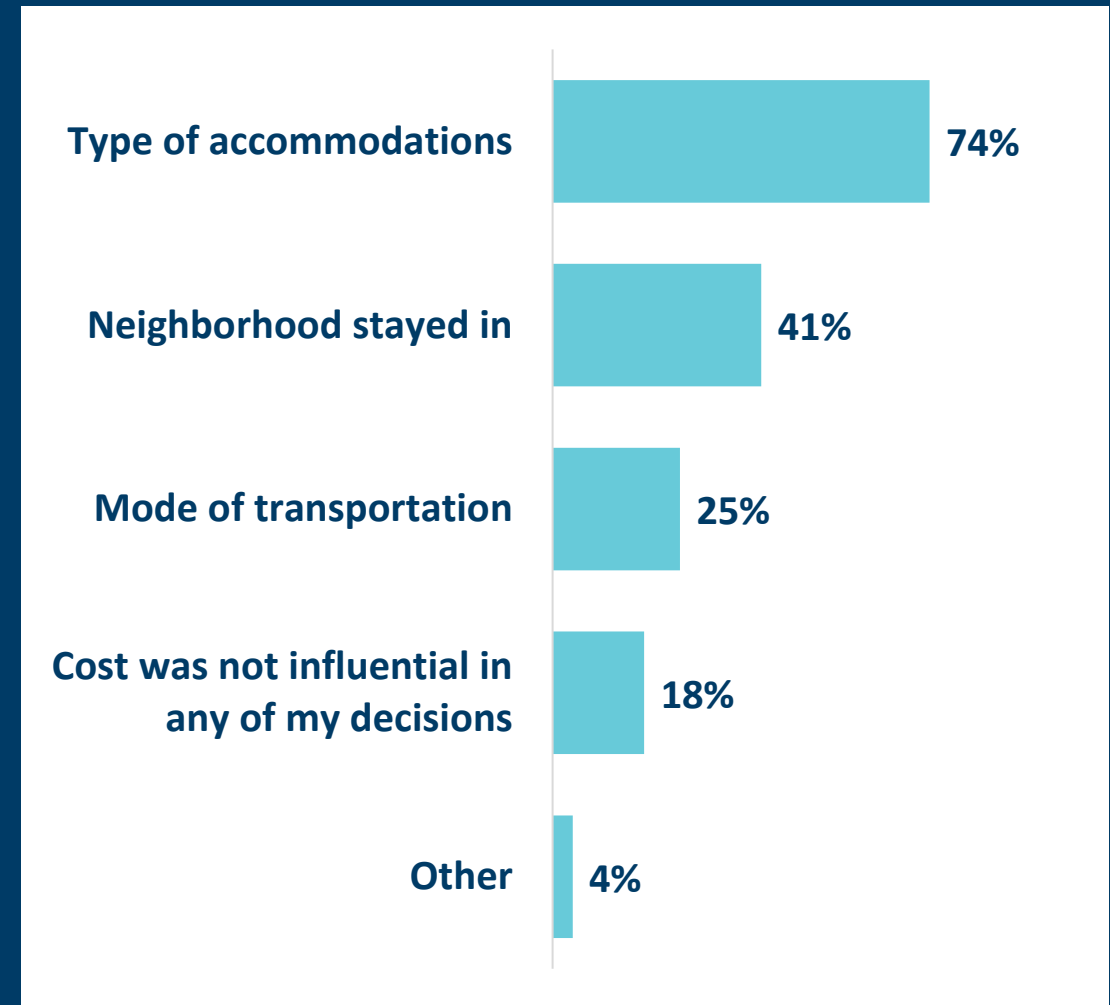 Type of accommodations
74%
Neighborhood stayed in
41%
Mode of transportation
25%
Cost was not influential in
any of my decisions
18%
Other
4%